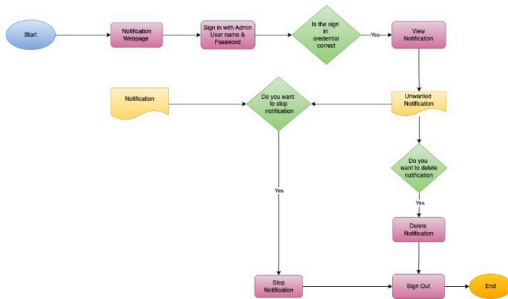 Start
Notification
Webpage
Sign in with Admin
User name &
Password
Is the sign
in
credential
correct
Yes
View
Notification
Notification
Do you want
to stop
notification
Unwanted
Notification
Do you
want to delete
notification
Yes
Yes
Delete
Notification
Stop
Notification
Sign Out
End